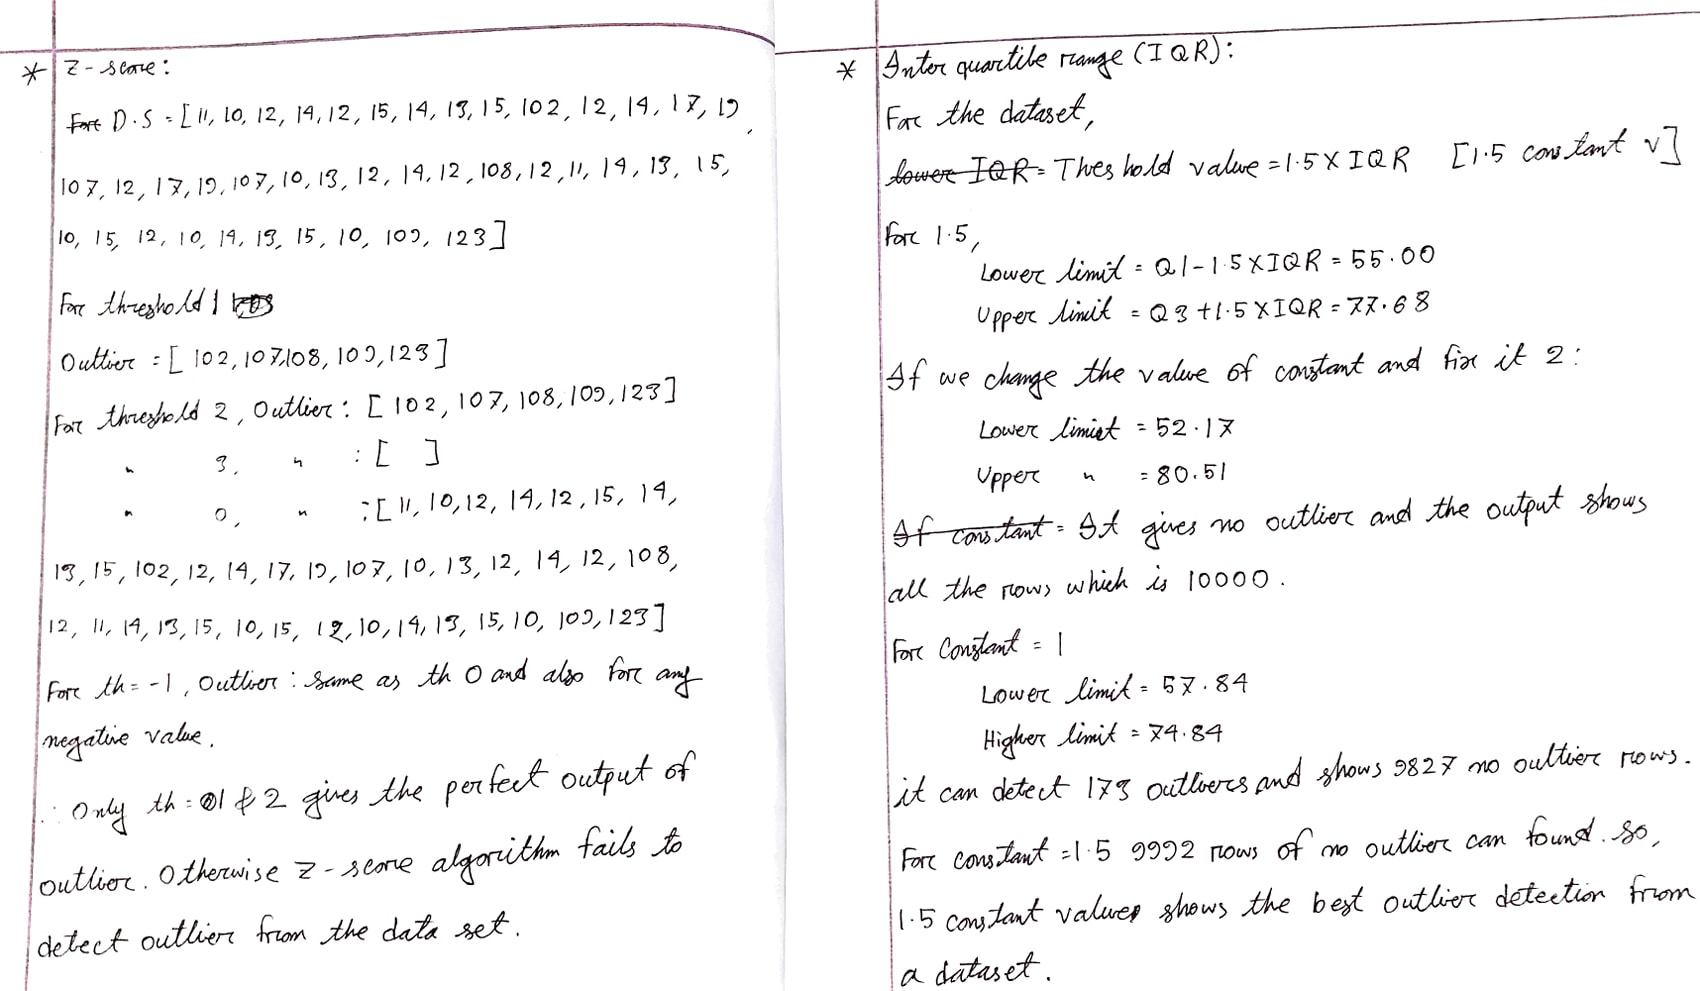 * Z-score:
For D.S = [11, 10, 12, 14, 12, 15, 14, 13, 15, 102, 12, 14, 17, 19,
107, 12, 17, 19, 107, 10, 13, 12, 14, 12, 108, 12, 11, 14, 13, 15,
10, 15, 12, 10, 14, 13, 15, 10, 109, 123]
For threshold 1
Outlier = [102, 107, 108, 109, 123]
For threshold 2, Outlier: [102, 107, 108, 109, 123]
" 3, " : [ ]
" 0, " : [11, 10, 12, 14, 12, 15, 14,
13, 15, 102, 12, 14, 17, 19, 107, 10, 13, 12, 14, 12, 108,
12, 11, 14, 13, 15, 10, 15, 12, 10, 14, 13, 15, 10, 109, 123]
For th = -1, Outlier: Same as th 0 and also for any
negative value.
∴ Only th = 1 & 2 gives the perfect output of
outlier. Otherwise z-score algorithm fails to
detect outlier from the data set.
* Inter quartile range (IQR):
For the dataset,
lower IQR = Theshold value = 1.5 X IQR [1.5 constant v]
For 1.5,
Lower limit = Q1 - 1.5 X IQR = 55.00
Upper limit = Q3 + 1.5 X IQR = 77.68
If we change the value of constant and fix it 2:
Lower limit = 52.17
Upper " = 80.51
If constant = It gives no outlier and the output shows
all the rows which is 10000.
For Constant = 1
Lower limit = 57.84
Higher limit = 74.84
it can detect 173 outliers and shows 9827 no oultier rows.
For constant = 1.5 9992 rows of no outlier can found. So,
1.5 constant values shows the best outlier detection from
a dataset.